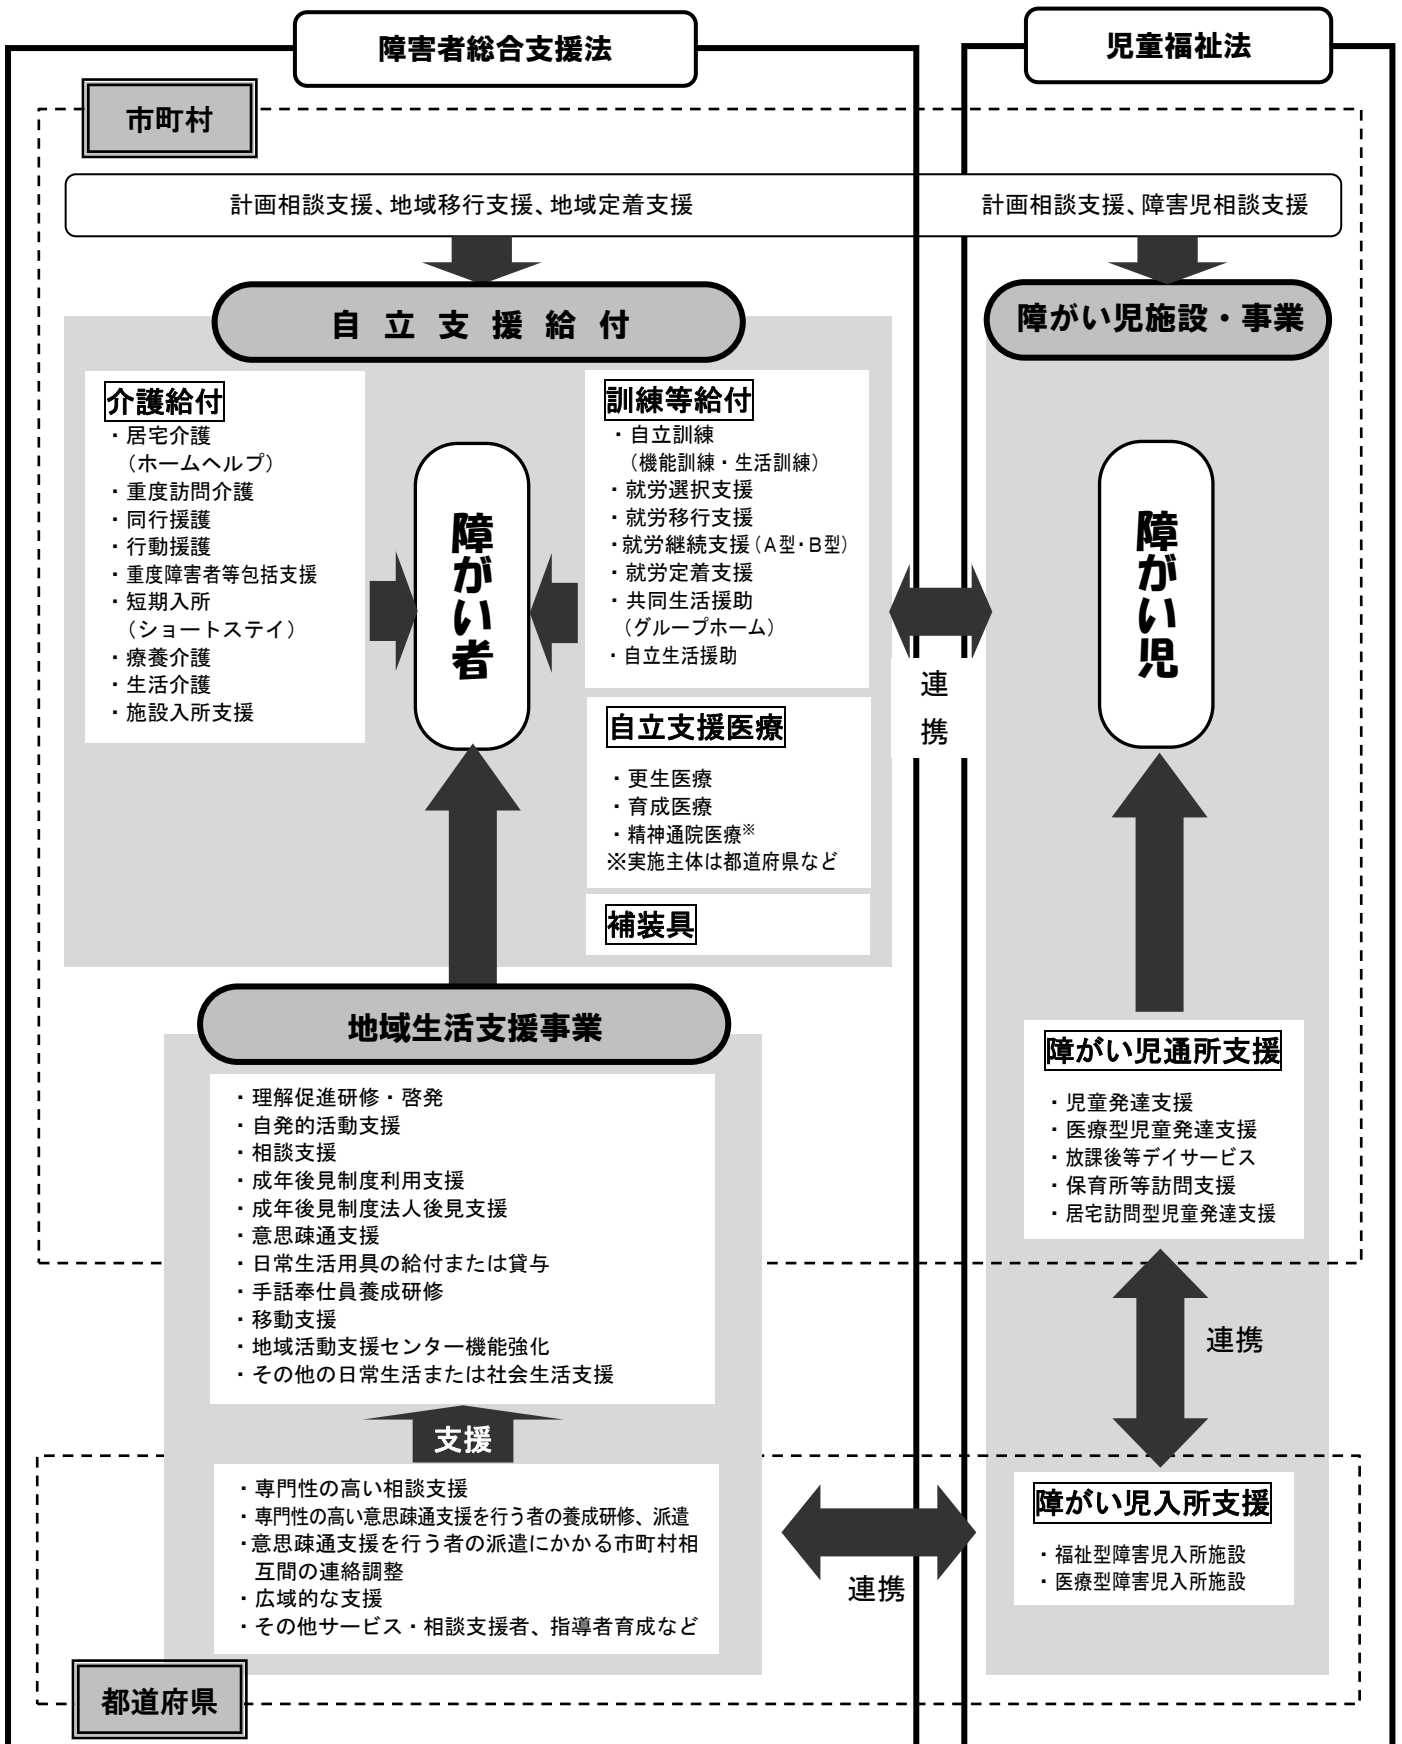 障害者総合支援法
児童福祉法
市町村
計画相談支援、地域移行支援、地域定着支援
計画相談支援、障害児相談支援
自立支援給付
障がい児施設・事業
介護給付
・居宅介護
（ホームヘルプ）
・重度訪問介護
・同行援護
・行動援護
・重度障害者等包括支援
・短期入所
（ショートステイ）
・療養介護
・生活介護
・施設入所支援
障がい者
訓練等給付
・自立訓練
（機能訓練・生活訓練）
・就労選択支援
・就労移行支援
・就労継続支援（A型・B型）
・就労定着支援
・共同生活援助
（グループホーム）
・自立生活援助
連携
障がい児
自立支援医療
・更生医療
・育成医療
・精神通院医療※
※実施主体は都道府県など
補装具
地域生活支援事業
・理解促進研修・啓発
・自発的活動支援
・相談支援
・成年後見制度利用支援
・成年後見制度法人後見支援
・意思疎通支援
・日常生活用具の給付または貸与
・手話奉仕員養成研修
・移動支援
・地域活動支援センター機能強化
・その他の日常生活または社会生活支援
障がい児通所支援
・児童発達支援
・医療型児童発達支援
・放課後等デイサービス
・保育所等訪問支援
・居宅訪問型児童発達支援
連携
支援
・専門性の高い相談支援
・専門性の高い意思疎通支援を行う者の養成研修、派遣
・意思疎通支援を行う者の派遣にかかる市町村相
互間の連絡調整
・広域的な支援
・その他サービス・相談支援者、指導者育成など
連携
障がい児入所支援
・福祉型障害児入所施設
・医療型障害児入所施設
都道府県